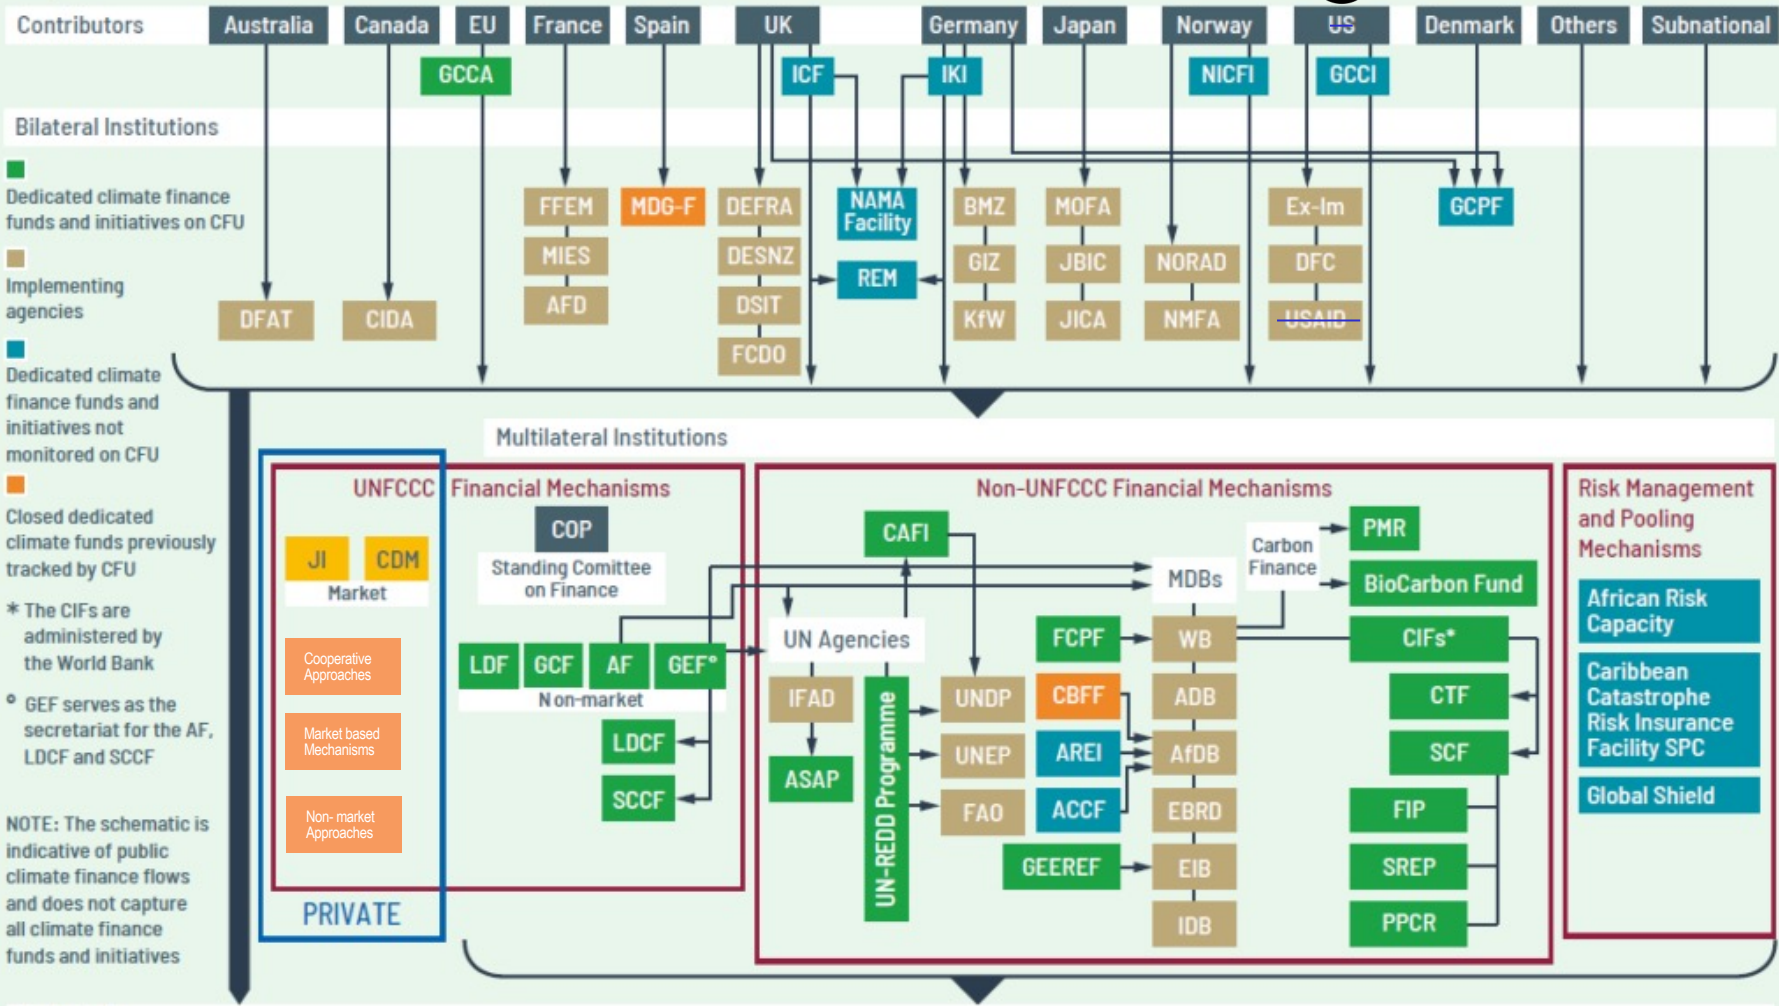 Contributors
Australia
Canada
EU
France
Spain
UK
Germany
Japan
Norway
US
Denmark
Others
Subnational
GCCA
ICF
IKI
NICFI
GCCI
Bilateral Institutions
Dedicated climate finance
funds and initiatives on CFU
Implementing
agencies
Dedicated climate
finance funds and
initiatives not
monitored on CFU
Closed dedicated
climate funds previously
tracked by CFU
* The CIFs are
administered by
the World Bank
° GEF serves as the
secretariat for the AF,
LDCF and SCCF
NOTE: The schematic is
indicative of public
climate finance flows
and does not capture
all climate finance
funds and initiatives
DFAT
CIDA
FFEM
MIES
AFD
MDG-F
DEFRA
DESNZ
DSIT
FCDO
NAMA
Facility
REM
BMZ
GIZ
KfW
MOFA
JBIC
JICA
NORAD
NMFA
Ex-Im
DFC
USAID
GCPF
Multilateral Institutions
UNFCCC Financial Mechanisms
JI
CDM
Market
Cooperative
Approaches
Market based
Mechanisms
Non- market
Approaches
PRIVATE
COP
Standing Comittee
on Finance
LDF
GCF
AF
GEF°
Non-market
LDCF
SCCF
Non-UNFCCC Financial Mechanisms
CAFI
UN Agencies
IFAD
ASAP
UN-REDD Programme
UNDP
UNEP
FAO
FCPF
CBFF
AREI
ACCF
GEEREF
MDBs
WB
ADB
AfDB
EBRD
EIB
IDB
Carbon
Finance
PMR
BioCarbon Fund
CIFs*
CTF
SCF
FIP
SREP
PPCR
Risk Management
and Pooling
Mechanisms
African Risk
Capacity
Caribbean
Catastrophe
Risk Insurance
Facility SPC
Global Shield